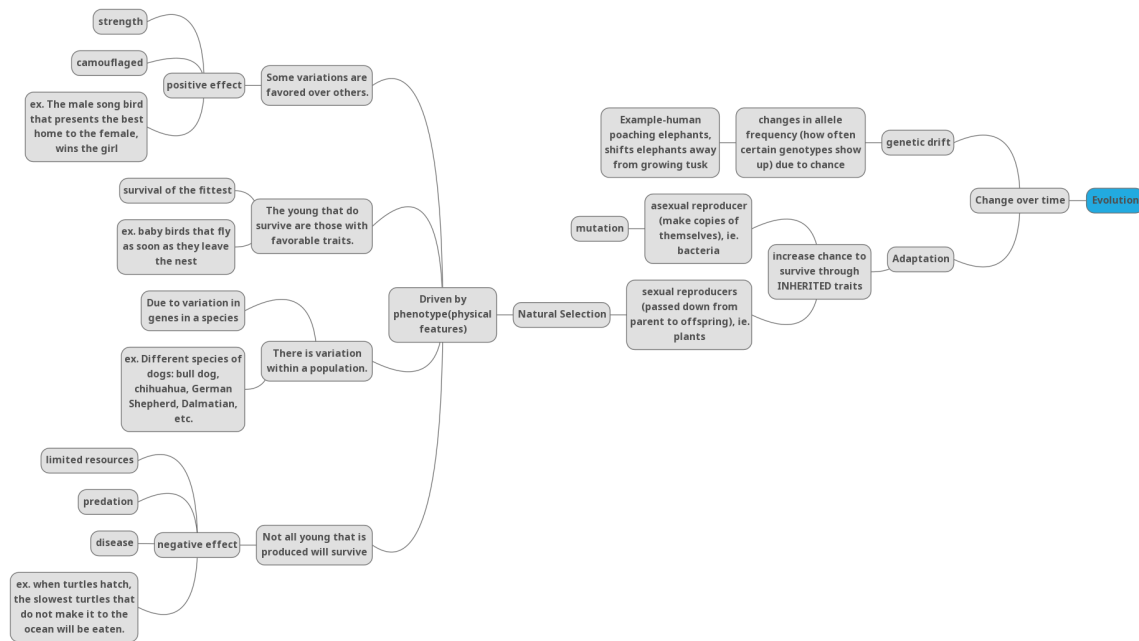 strength
camouflaged
ex. The male song bird
that presents the best
home to the female,
wins the girl
positive effect
Some variations are
favored over others.
survival of the fittest
ex. baby birds that fly
as soon as they leave
the nest
The young that do
survive are those with
favorable traits.
Due to variation in
genes in a species
ex. Different species of
dogs: bull dog,
chihuahua, German
Shepherd, Dalmatian,
etc.
There is variation
within a population.
limited resources
predation
disease
ex. when turtles hatch,
the slowest turtles that
do not make it to the
ocean will be eaten.
negative effect
Not all young that is
produced will survive
Driven by
phenotype(physical
features)
Natural Selection
Example-human
poaching elephants,
shifts elephants away
from growing tusk
changes in allele
frequency (how often
certain genotypes show
up) due to chance
genetic drift
mutation
asexual reproducer
(make copies of
themselves), ie.
bacteria
sexual reproducers
(passed down from
parent to offspring), ie.
plants
increase chance to
survive through
INHERITED traits
Adaptation
Change over time
Evolution